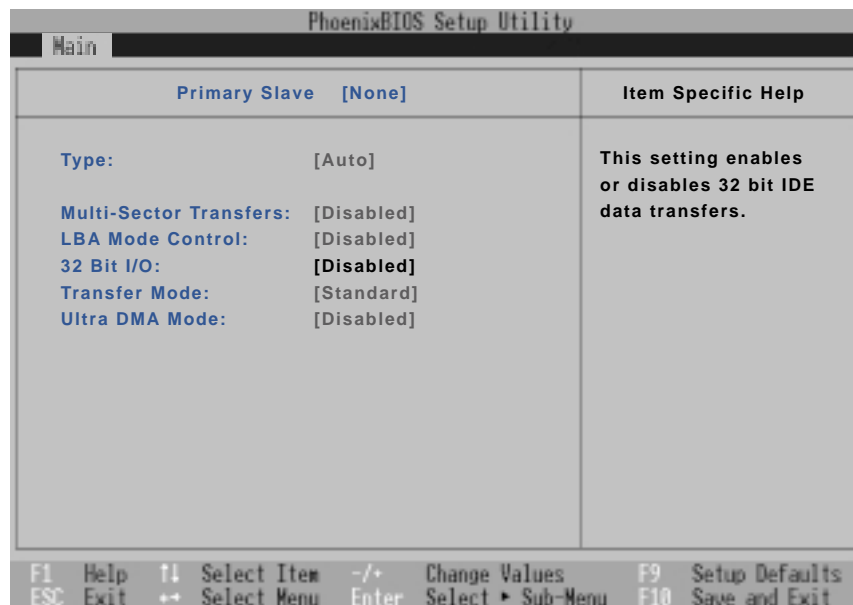 PhoenixBIOS Setup Utility
Main
Primary Slave [None]
Item Specific Help
Type: [Auto]
Multi-Sector Transfers: [Disabled]
LBA Mode Control: [Disabled]
32 Bit I/O: [Disabled]
Transfer Mode: [Standard]
Ultra DMA Mode: [Disabled]
This setting enables
or disables 32 bit IDE
data transfers.
F1 Help ↑↓ Select Item -/+ Change Values F9 Setup Defaults
ESC Exit ←→ Select Menu Enter Select ► Sub-Menu F10 Save and Exit